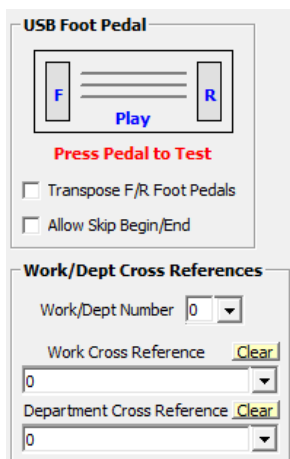 USB Foot Pedal
F R
Play
Press Pedal to Test
Transpose F/R Foot Pedals
Allow Skip Begin/End
Work/Dept Cross References
Work/Dept Number 0
Work Cross Reference Clear
0
Department Cross Reference Clear
0